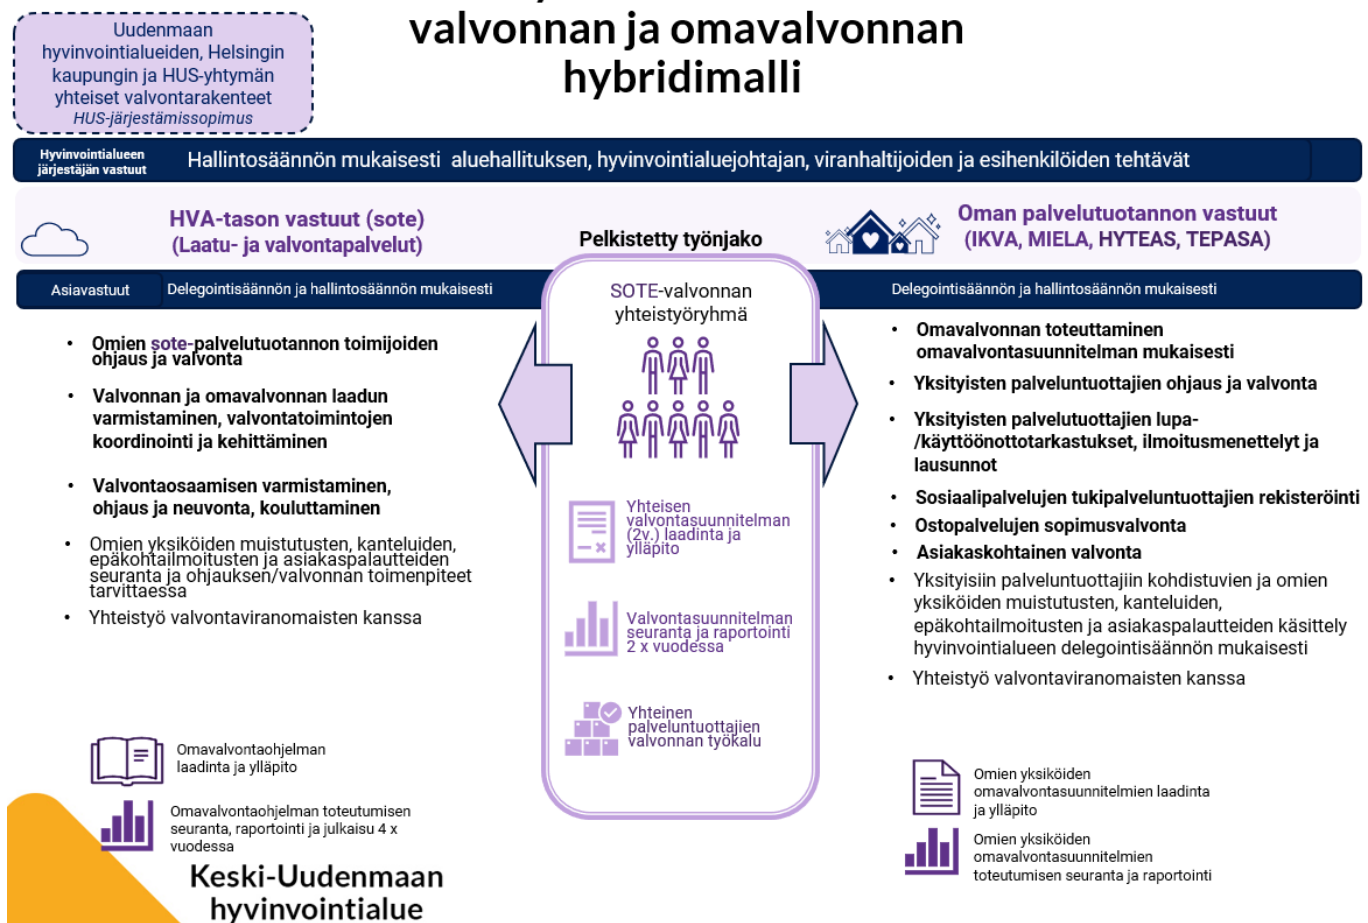 Uudenmaan
hyvinvointialueiden, Helsingin
kaupungin ja HUS-yhtymän
yhteiset valvontarakenteet
HUS-järjestämissopimus
valvonnan ja omavalvonnan
hybridimalli
Hyvinvointialueen
järjestäjän vastuut
Hallintosäännön mukaisesti aluehallituksen, hyvinvointialuejohtajan, viranhaltijoiden ja esihenkilöiden tehtävät
HVA-tason vastuut (sote)
(Laatu- ja valvontapalvelut)
Pelkistetty työnjako
Oman palvelutuotannon vastuut
(IKVA, MIELA, HYTEAS, TEPASA)
Asiavastuut
Delegointisäännön ja hallintosäännön mukaisesti
Delegointisäännön ja hallintosäännön mukaisesti
• Omien sote-palvelutuotannon toimijoiden
ohjaus ja valvonta
• Valvonnan ja omavalvonnan laadun
varmistaminen, valvontatoimintojen
koordinointi ja kehittäminen
• Valvontaosaamisen varmistaminen,
ohjaus ja neuvonta, kouluttaminen
• Omien yksiköiden muistutusten, kanteluiden,
epäkohtailmoitusten ja asiakaspalautteiden
seuranta ja ohjauksen/valvonnan toimenpiteet
tarvittaessa
• Yhteistyö valvontaviranomaisten kanssa
Omavalvontaohjelman
laadinta ja ylläpito
Omavalvontaohjelman toteutumisen
seuranta, raportointi ja julkaisu 4 x
vuodessa
SOTE-valvonnan
yhteistyöryhmä
Yhteisen
valvontasuunnitelman
(2v.) laadinta ja
ylläpito
Valvontasuunnitelman
seuranta ja raportointi
2 x vuodessa
Yhteinen
palveluntuottajien
valvonnan työkalu
• Omavalvonnan toteuttaminen
omavalvontasuunnitelman mukaisesti
• Yksityisten palveluntuottajien ohjaus ja valvonta
• Yksityisten palvelutuottajien lupa-
/käyttöönottotarkastukset, ilmoitusmenettelyt ja
lausunnot
• Sosiaalipalvelujen tukipalveluntuottajien rekisteröinti
• Ostopalvelujen sopimusvalvonta
• Asiakaskohtainen valvonta
• Yksityisiin palveluntuottajiin kohdistuvien ja omien
yksiköiden muistutusten, kanteluiden,
epäkohtailmoitusten ja asiakaspalautteiden käsittely
hyvinvointialueen delegointisäännön mukaisesti
• Yhteistyö valvontaviranomaisten kanssa
Omien yksiköiden
omavalvontasuunnitelmien laadinta
ja ylläpito
Omien yksiköiden
omavalvontasuunnitelmien
toteutumisen seuranta ja raportointi
Keski-Uudenmaan
hyvinvointialue